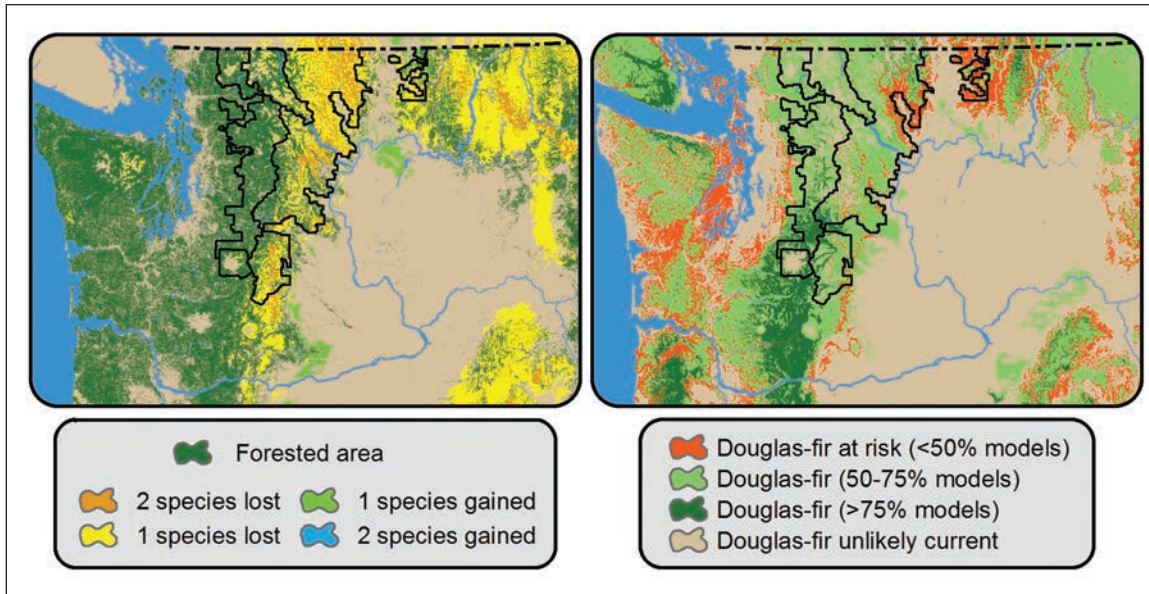 Forested area
2 species lost
1 species gained
1 species lost
2 species gained
Douglas-fir at risk (<50% models)
Douglas-fir (50-75% models)
Douglas-fir (>75% models)
Douglas-fir unlikely current